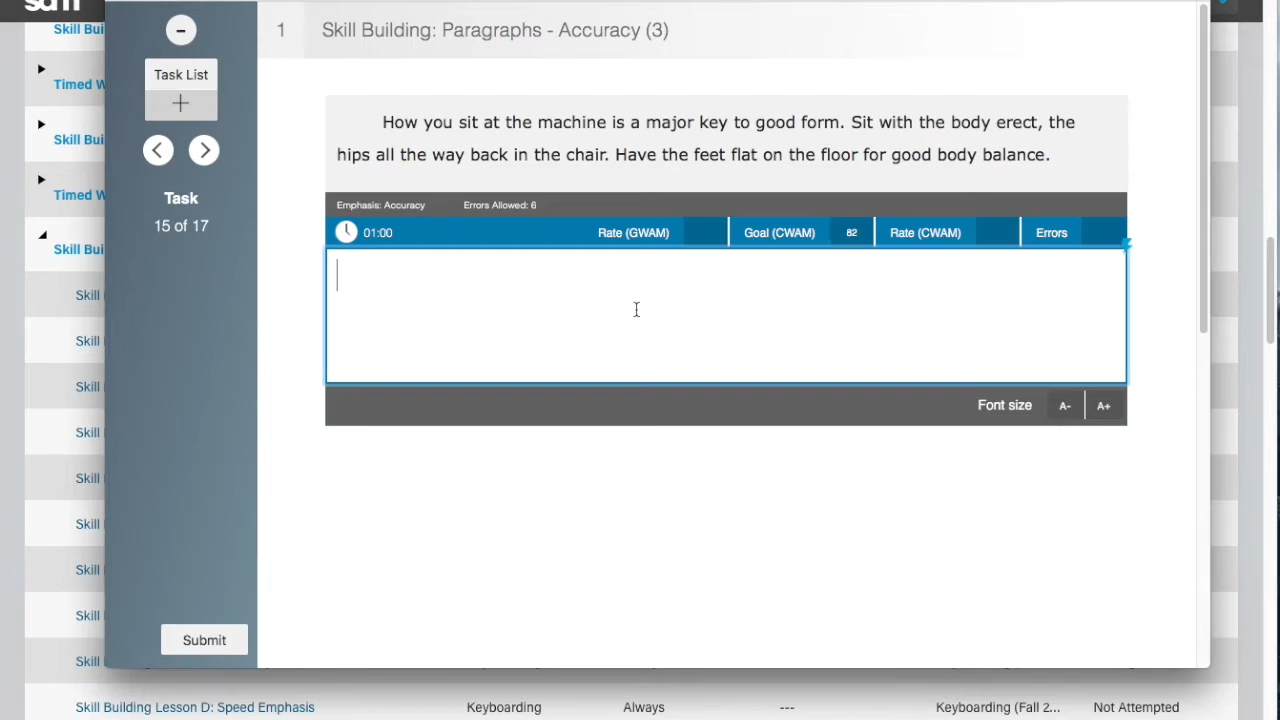 Skill Bui
Timed W
Skill Bui
Timed W
Skill Bui
Skill
Skill
Skill
Skill
Skill
Skill
Skill
Skill
Skill
-
Task List
+
Task
15 of 17
Submit
1 Skill Building: Paragraphs - Accuracy (3)
How you sit at the machine is a major key to good form. Sit with the body erect, the
hips all the way back in the chair. Have the feet flat on the floor for good body balance.
Emphasis: Accuracy Errors Allowed: 6
01:00 Rate (GWAM) Goal (CWAM) 82 Rate (CWAM) Errors
Font size A- A+
Skill Building Lesson D: Speed Emphasis Keyboarding Always --- Keyboarding (Fall 2... Not Attempted